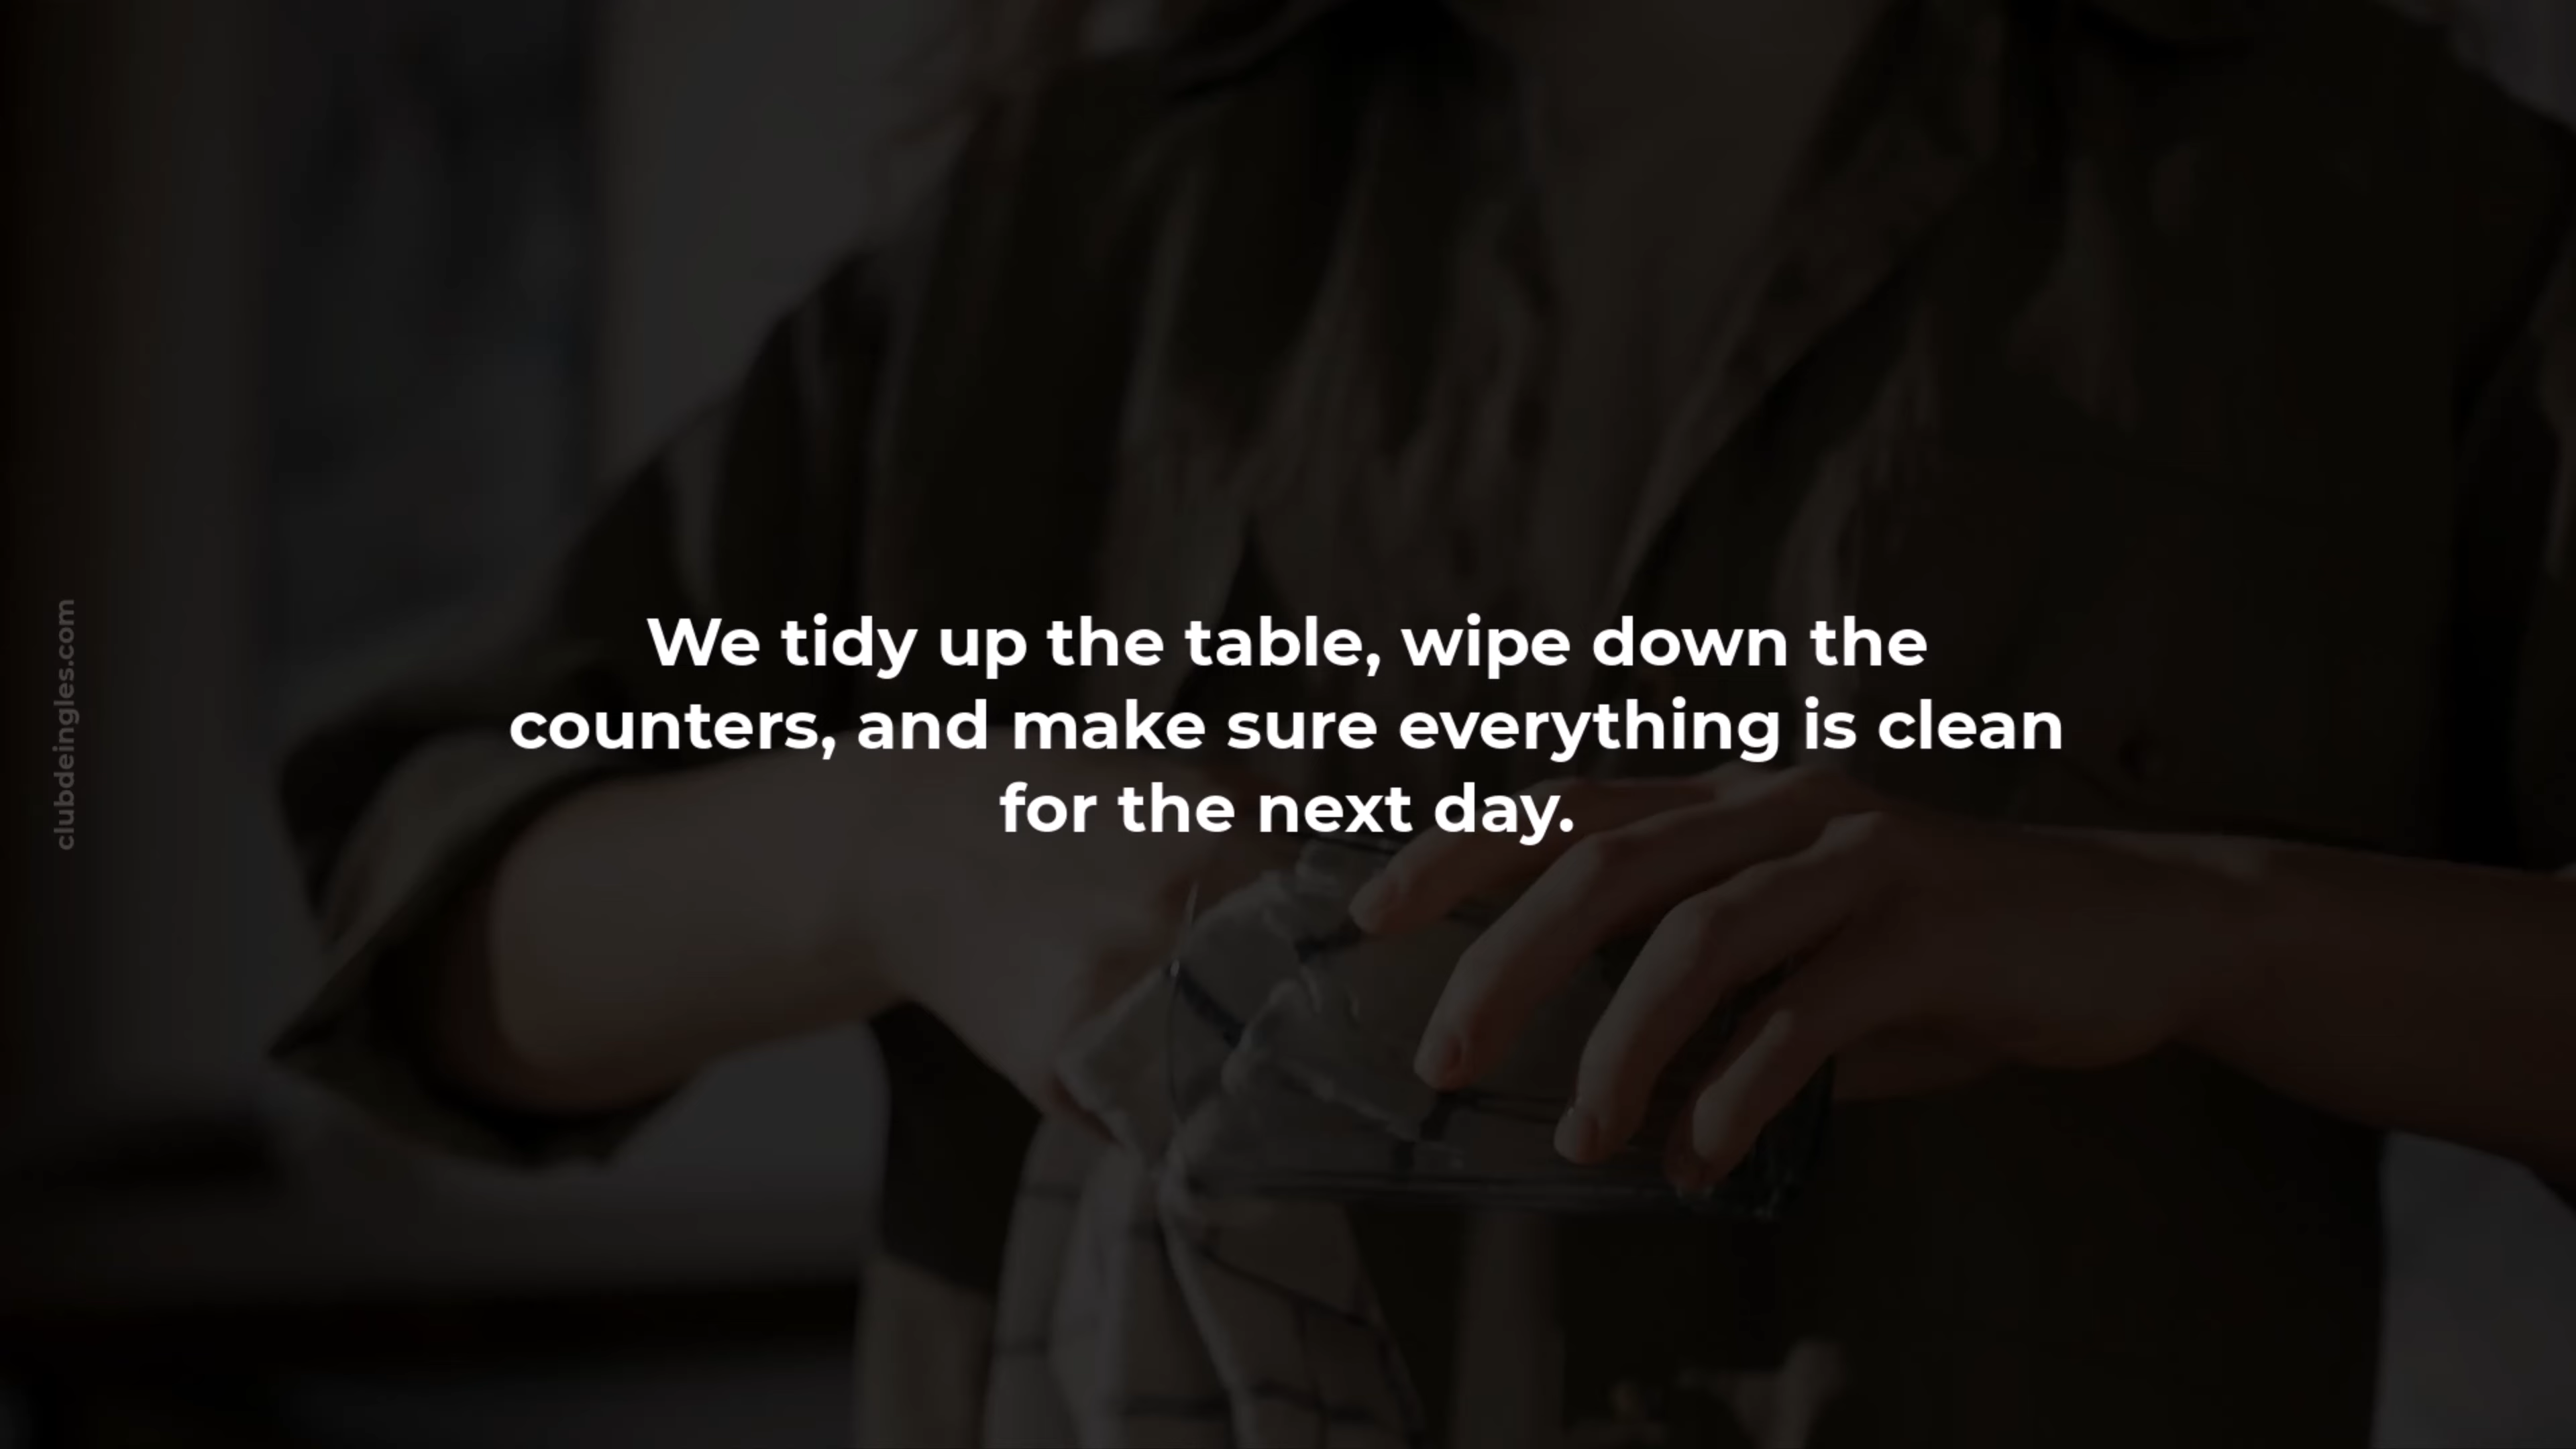 We tidy up the table, wipe down the
counters, and make sure everything is clean
for the next day.
clubdeingles.com